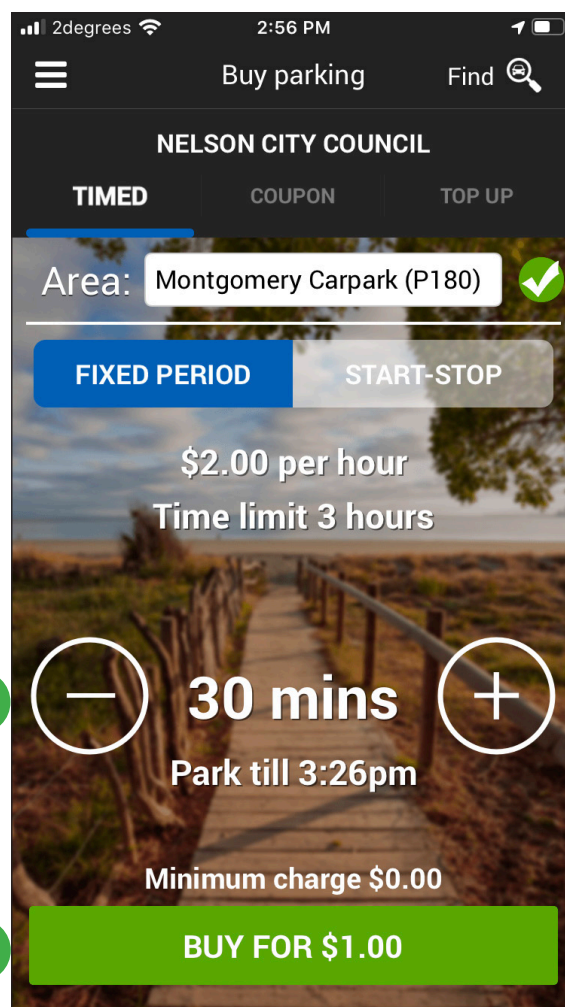 2degrees 2:56 PM
Buy parking Find
NELSON CITY COUNCIL
TIMED COUPON TOP UP
Area: Montgomery Carpark (P180)
FIXED PERIOD START-STOP
$2.00 per hour
Time limit 3 hours
30 mins
Park till 3:26pm
Minimum charge $0.00
BUY FOR $1.00